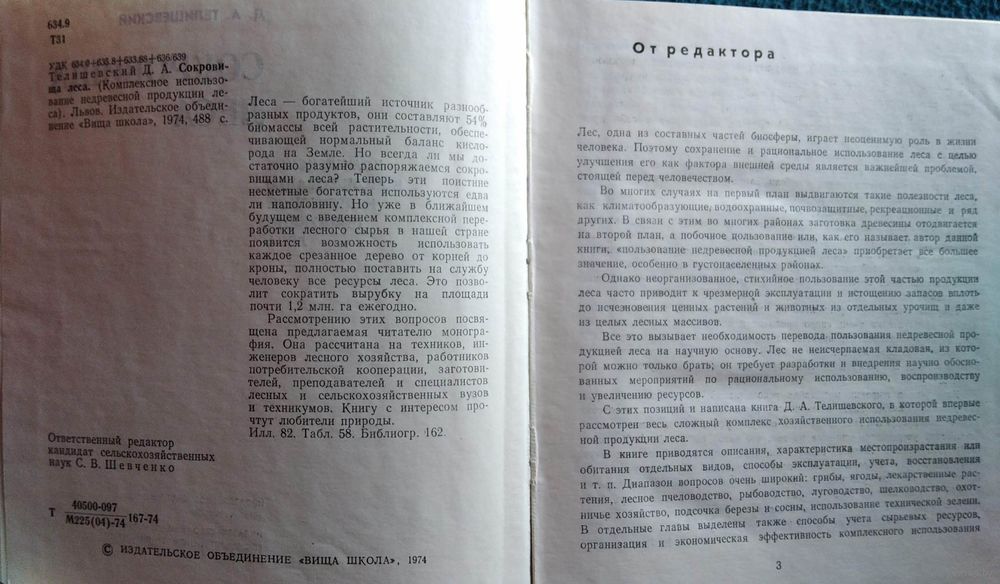 634.9
Т31
УДК 634.0+635.8+633.88+636/639
Телишевский Д. А. Сокрови-
ща леса. (Комплексное использо-
вание недревесной продукции ле-
са). Львов. Издательское объеди-
нение «Вища школа», 1974, 488 с.
Леса — богатейший источник разнооб-
разных продуктов, они составляют 54%
биомассы всей растительности, обеспе-
чивающей нормальный баланс кисло-
рода на Земле. Но всегда ли мы до-
статочно разумно распоряжаемся сокро-
вищами леса? Теперь эти поистине
несметные богатства используются едва
ли наполовину. Но уже в ближайшем
будущем с введением комплексной пере-
работки лесного сырья в нашей стране
появится возможность использовать
каждое срезанное дерево от корней до
кроны, полностью поставить на службу
человеку все ресурсы леса. Это позво-
лит сократить вырубку на площади
почти 1,2 млн. га ежегодно.
Рассмотрению этих вопросов посвя-
щена предлагаемая читателю моногра-
фия. Она рассчитана на техников, ин-
женеров лесного хозяйства, работников
потребительской кооперации, заготови-
телей, преподавателей и специалистов
лесных и сельскохозяйственных вузов
и техникумов. Книгу с интересом про-
чтут любители природы.
Илл. 82. Табл. 58. Библиогр. 162.
Ответственный редактор
кандидат сельскохозяйственных
наук С. В. Шевченко
Т 40500-097
М225(04)-74 167-74
© ИЗДАТЕЛЬСКОЕ ОБЪЕДИНЕНИЕ «ВИЩА ШКОЛА», 1974
От редактора
Лес, одна из составных частей биосферы, играет неоценимую роль в жизни
человека. Поэтому сохранение и рациональное использование леса с целью
улучшения его как фактора внешней среды является важнейшей проблемой,
стоящей перед человечеством.
Во многих случаях на первый план выдвигаются такие полезности леса,
как климатообразующие, водоохранные, почвозащитные, рекреационные и ряд
других. В связи с этим во многих районах заготовка древесины отодвигается
на второй план, а побочное пользование или, как его называет автор данной
книги, «пользование недревесной продукцией леса» приобретает все большее
значение, особенно в густонаселенных районах.
Однако неорганизованное, стихийное пользование этой частью продукции
леса часто приводит к чрезмерной эксплуатации и истощению запасов вплоть
до исчезновения ценных растений и животных из отдельных урочищ и даже
из целых лесных массивов.
Все это вызывает необходимость перевода пользования недревесной про-
дукцией леса на научную основу. Лес не неисчерпаемая кладовая, из кото-
рой можно только брать; он требует разработки и внедрения научно обосно-
ванных мероприятий по рациональному использованию, воспроизводству
и увеличению ресурсов.
С этих позиций и написана книга Д. А. Телишевского, в которой впервые
рассмотрен весь сложный комплекс хозяйственного использования недревес-
ной продукции леса.
В книге приводятся описания, характеристика местопроизрастания или
обитания отдельных видов, способы эксплуатации, учета, восстановления
и т. п. Диапазон вопросов очень широкий: грибы, ягоды, лекарственные рас-
тения, лесное пчеловодство, рыбоводство, луговодство, шелководство, охот-
ничье хозяйство, подсочка березы и сосны, использование технической зелени.
В отдельные главы выделены также способы учета сырьевых ресурсов,
организация и экономическая эффективность комплексного использования
3